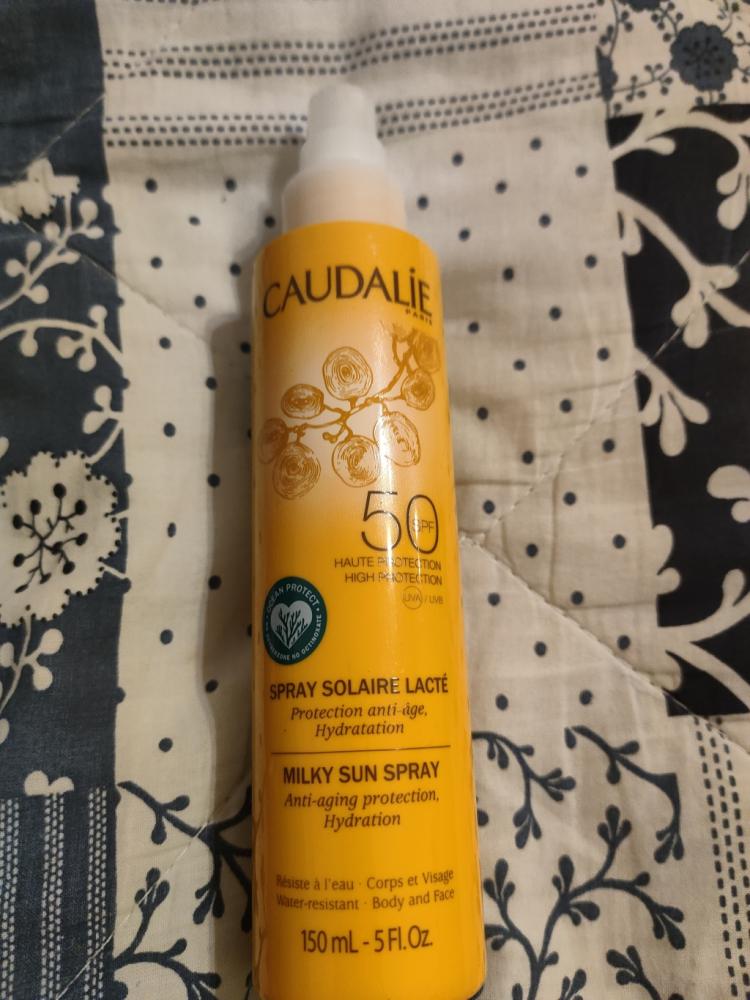 CAUDALiE
PARIS
50
SPF
HAUTE PROTECTION
HIGH PROTECTION
UVA / UVB
OCEAN PROTECT
NO OCTINOXATE
SPRAY SOLAIRE LACTÉ
Protection anti-âge,
Hydratation
MILKY SUN SPRAY
Anti-aging protection,
Hydration
Résiste à l'eau · Corps et Visage
Water-resistant · Body and Face
150 mL - 5 Fl.Oz.